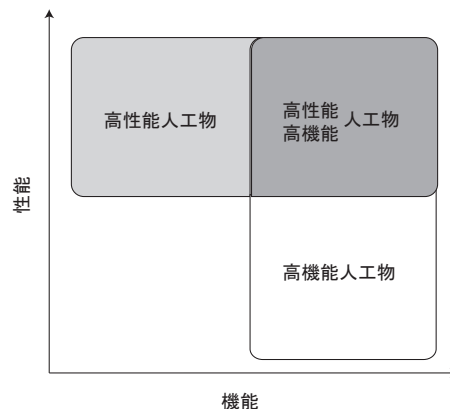 性能
高性能人工物
高性能
高機能
人工物
高機能人工物
機能